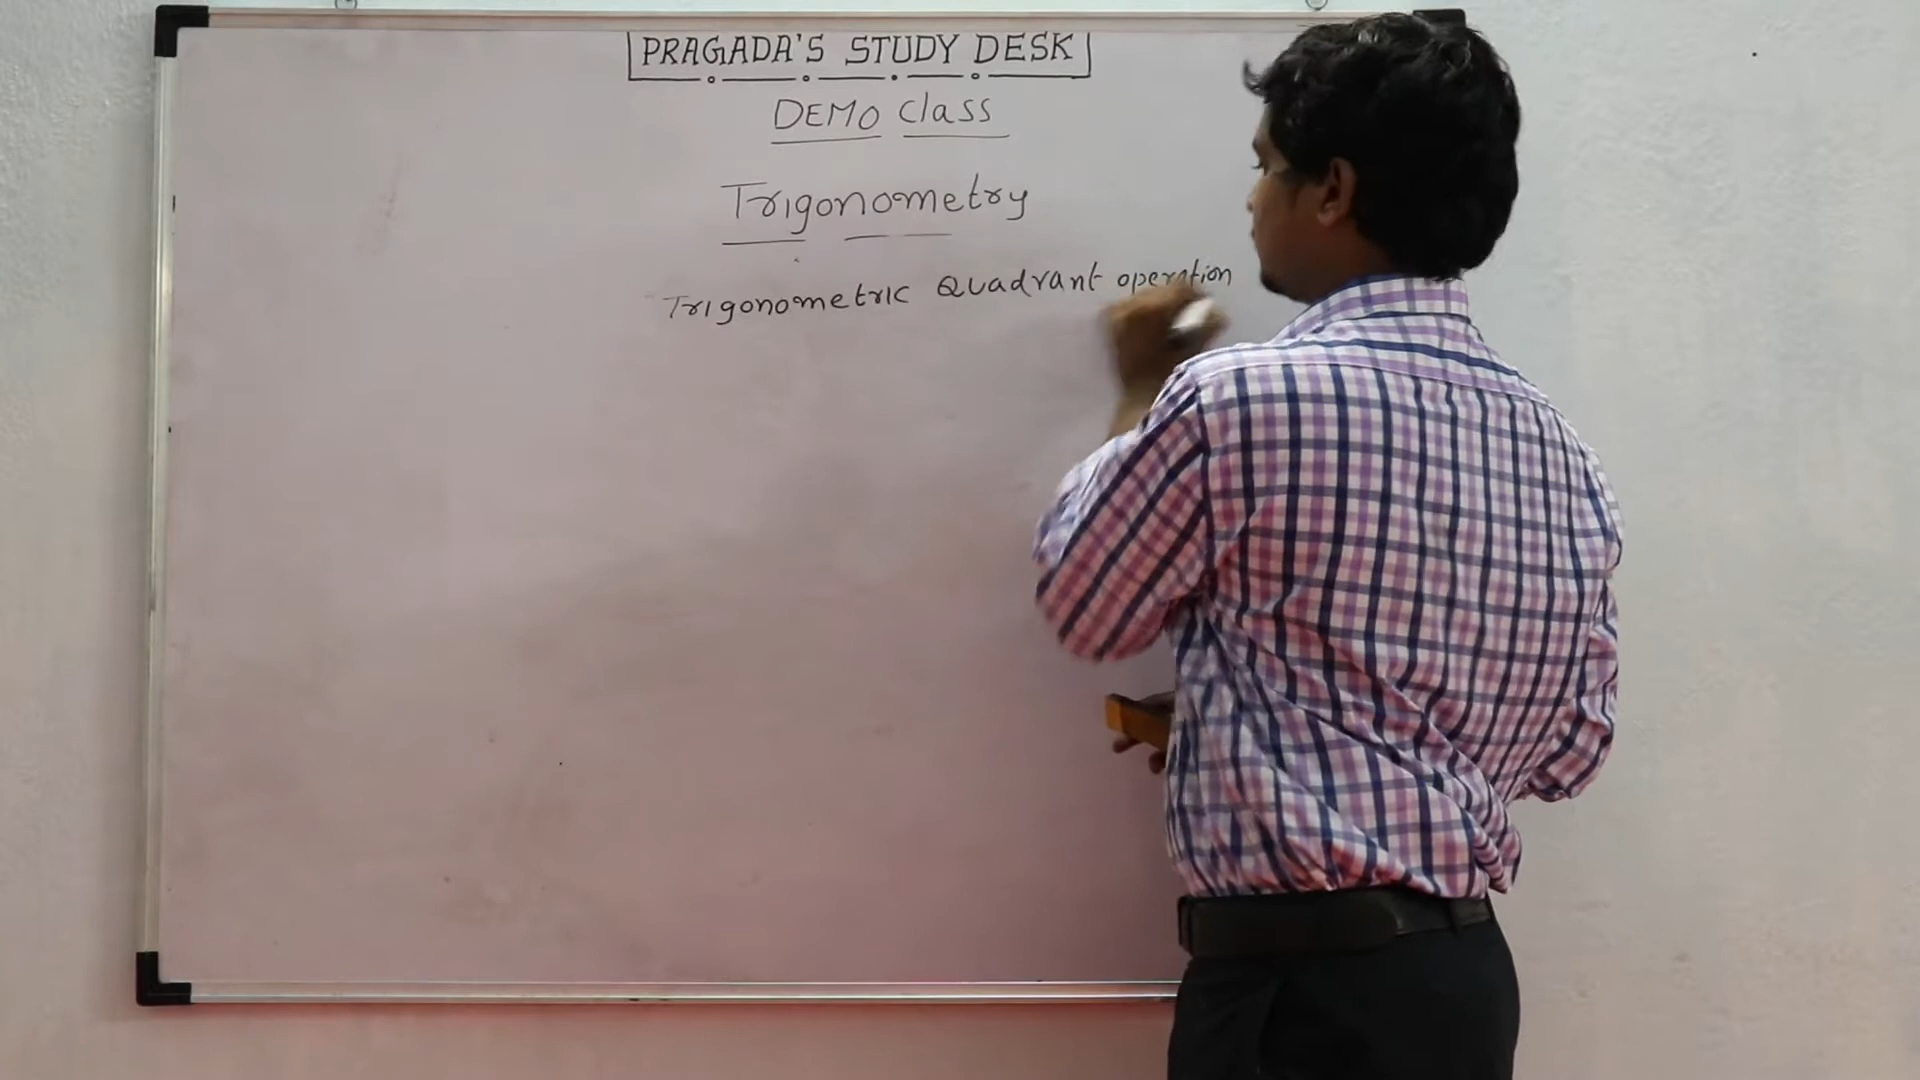 PRAGADA'S STUDY DESK
DEMO Class
Trigonometry
Trigonometric Quadrant operation